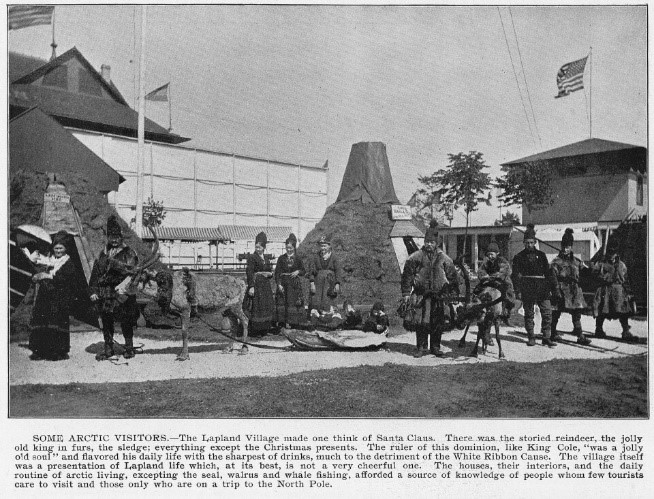 SOME ARCTIC VISITORS.—The Lapland Village made one think of Santa Claus. There was the storied reindeer, the jolly
old king in furs, the sledge; everything except the Christmas presents. The ruler of this dominion, like King Cole, "was a jolly
old soul" and flavored his daily life with the sharpest of drinks, much to the detriment of the White Ribbon Cause. The village itself
was a presentation of Lapland life which, at its best, is not a very cheerful one. The houses, their interiors, and the daily
routine of arctic living, excepting the seal, walrus and whale fishing, afforded a source of knowledge of people whom few tourists
care to visit and those only who are on a trip to the North Pole.